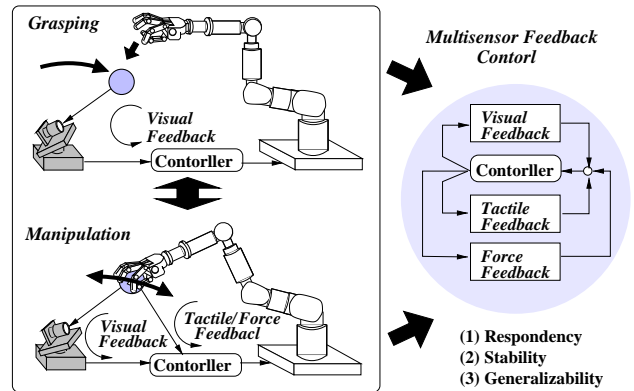 Grasping
Visual
Feedback
Contorller
Manipulation
Visual
Feedback
Tactile/Force
Feedbacl
Contorller
Multisensor Feedback
Contorl
Visual
Feedback
Contorller
Tactile
Feedback
Force
Feedback
(1) Respondency
(2) Stability
(3) Generalizability